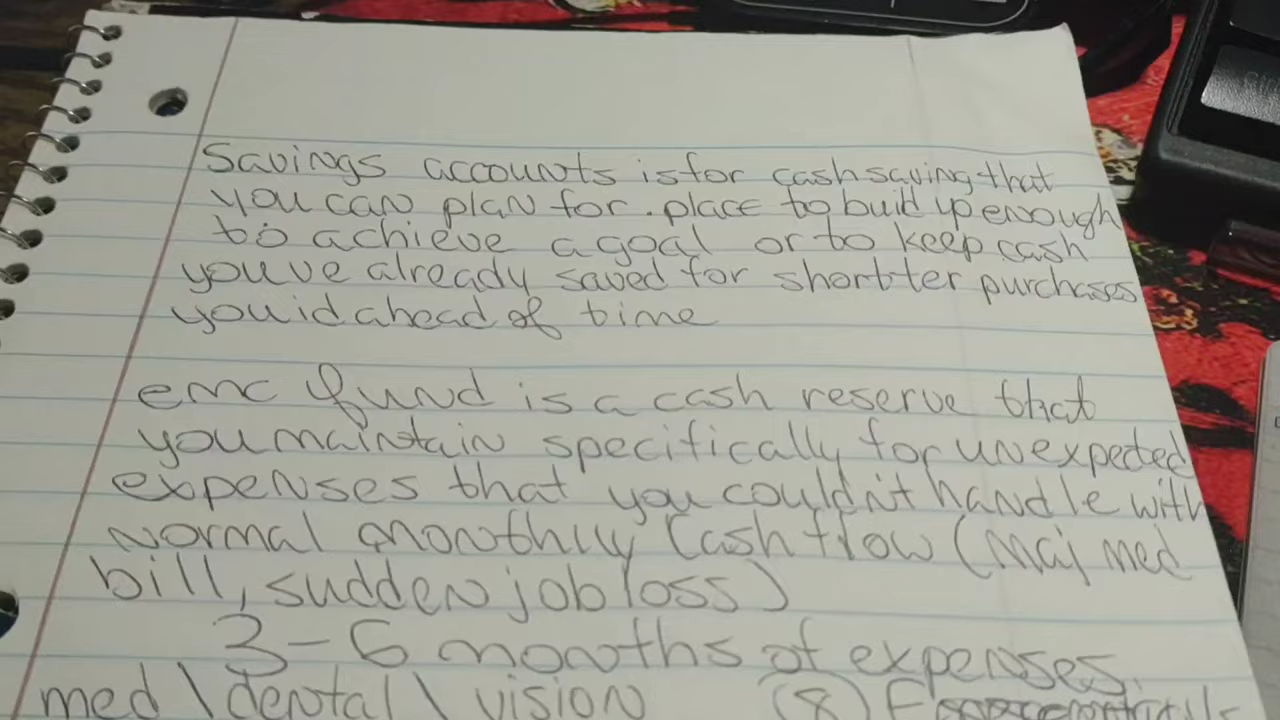 Savings accounts is for cash saving that
you can plan for. place to build up enough
to achieve a goal or to keep cash
you've already saved for short-ter purchases
you id ahead of time
emc fund is a cash reserve that
you maintain specifically for unexpected
expenses that you couldn't handle with
normal monthly Cash flow (Maj med
bill, sudden job loss)
3-6 months of expenses.
med \ dental \ vision (8)